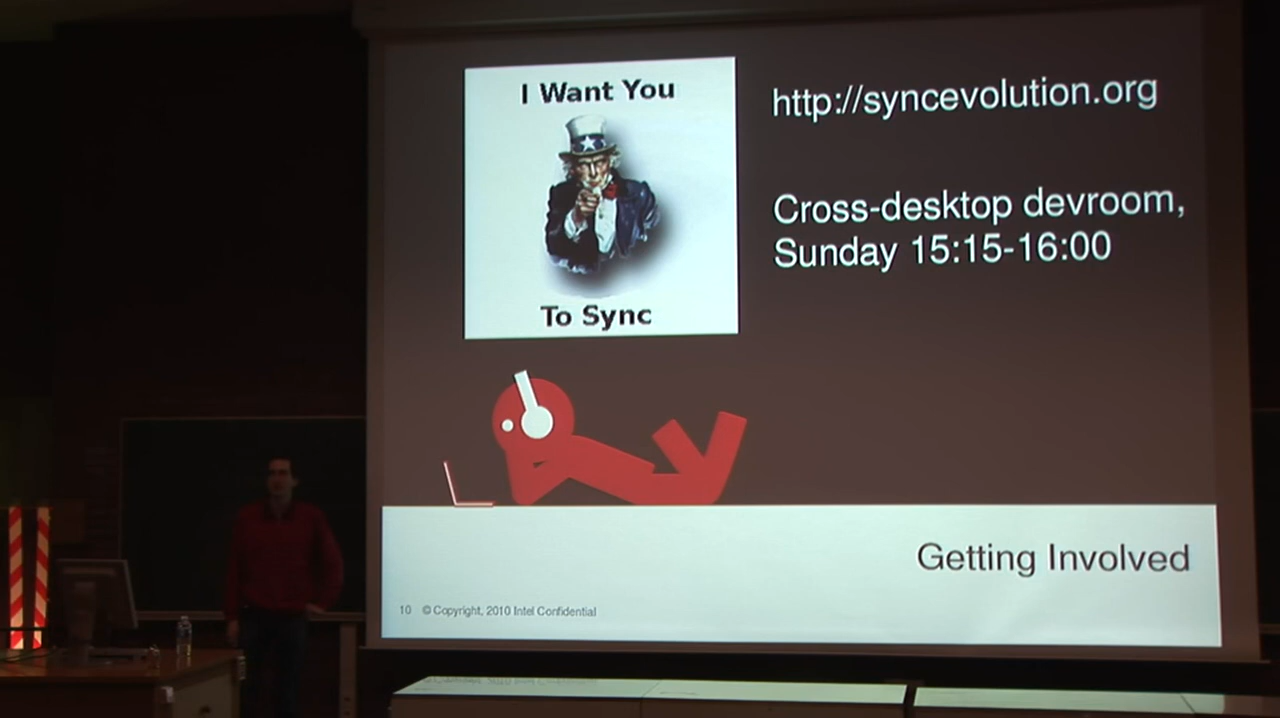 I Want You
To Sync
http://syncevolution.org
Cross-desktop devroom,
Sunday 15:15-16:00
Getting Involved
10 © Copyright, 2010 Intel Confidential